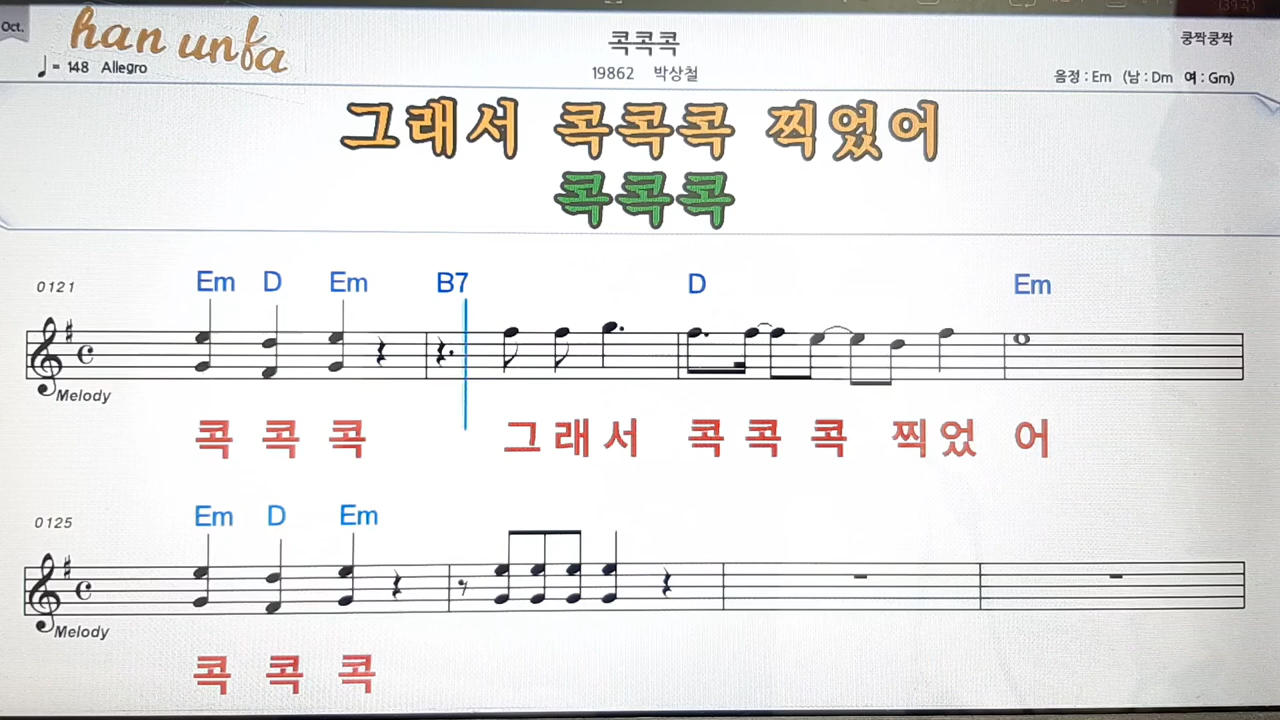 Oct.
han unfa
콕콕콕
쿵짝쿵짝
♩ = 148 Allegro
19862 박상철
음정 : Em (남 : Dm 여 : Gm)
그래서 콕콕콕 찍었어
콕콕콕
0121
Em D Em B7 D Em
Melody
콕 콕 콕 그래서 콕 콕 콕 찍었 어
0125
Em D Em
Melody
콕 콕 콕